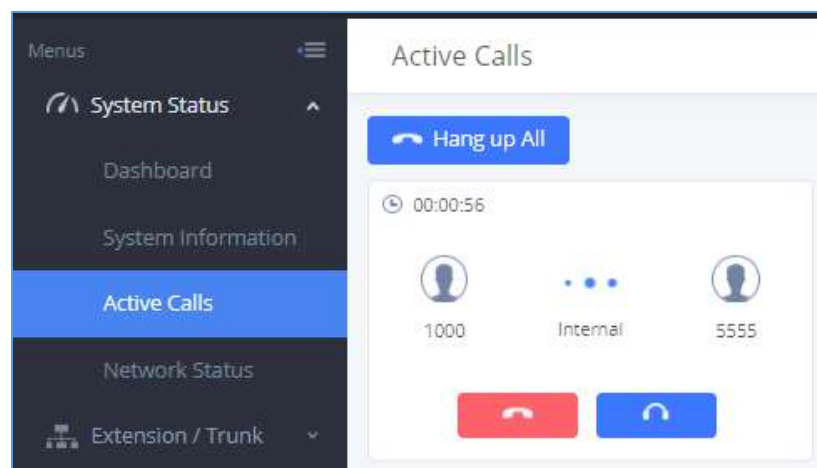 Menus
System Status
Dashboard
System Information
Active Calls
Network Status
Extension / Trunk
Active Calls
Hang up All
00:00:56
1000 Internal 5555